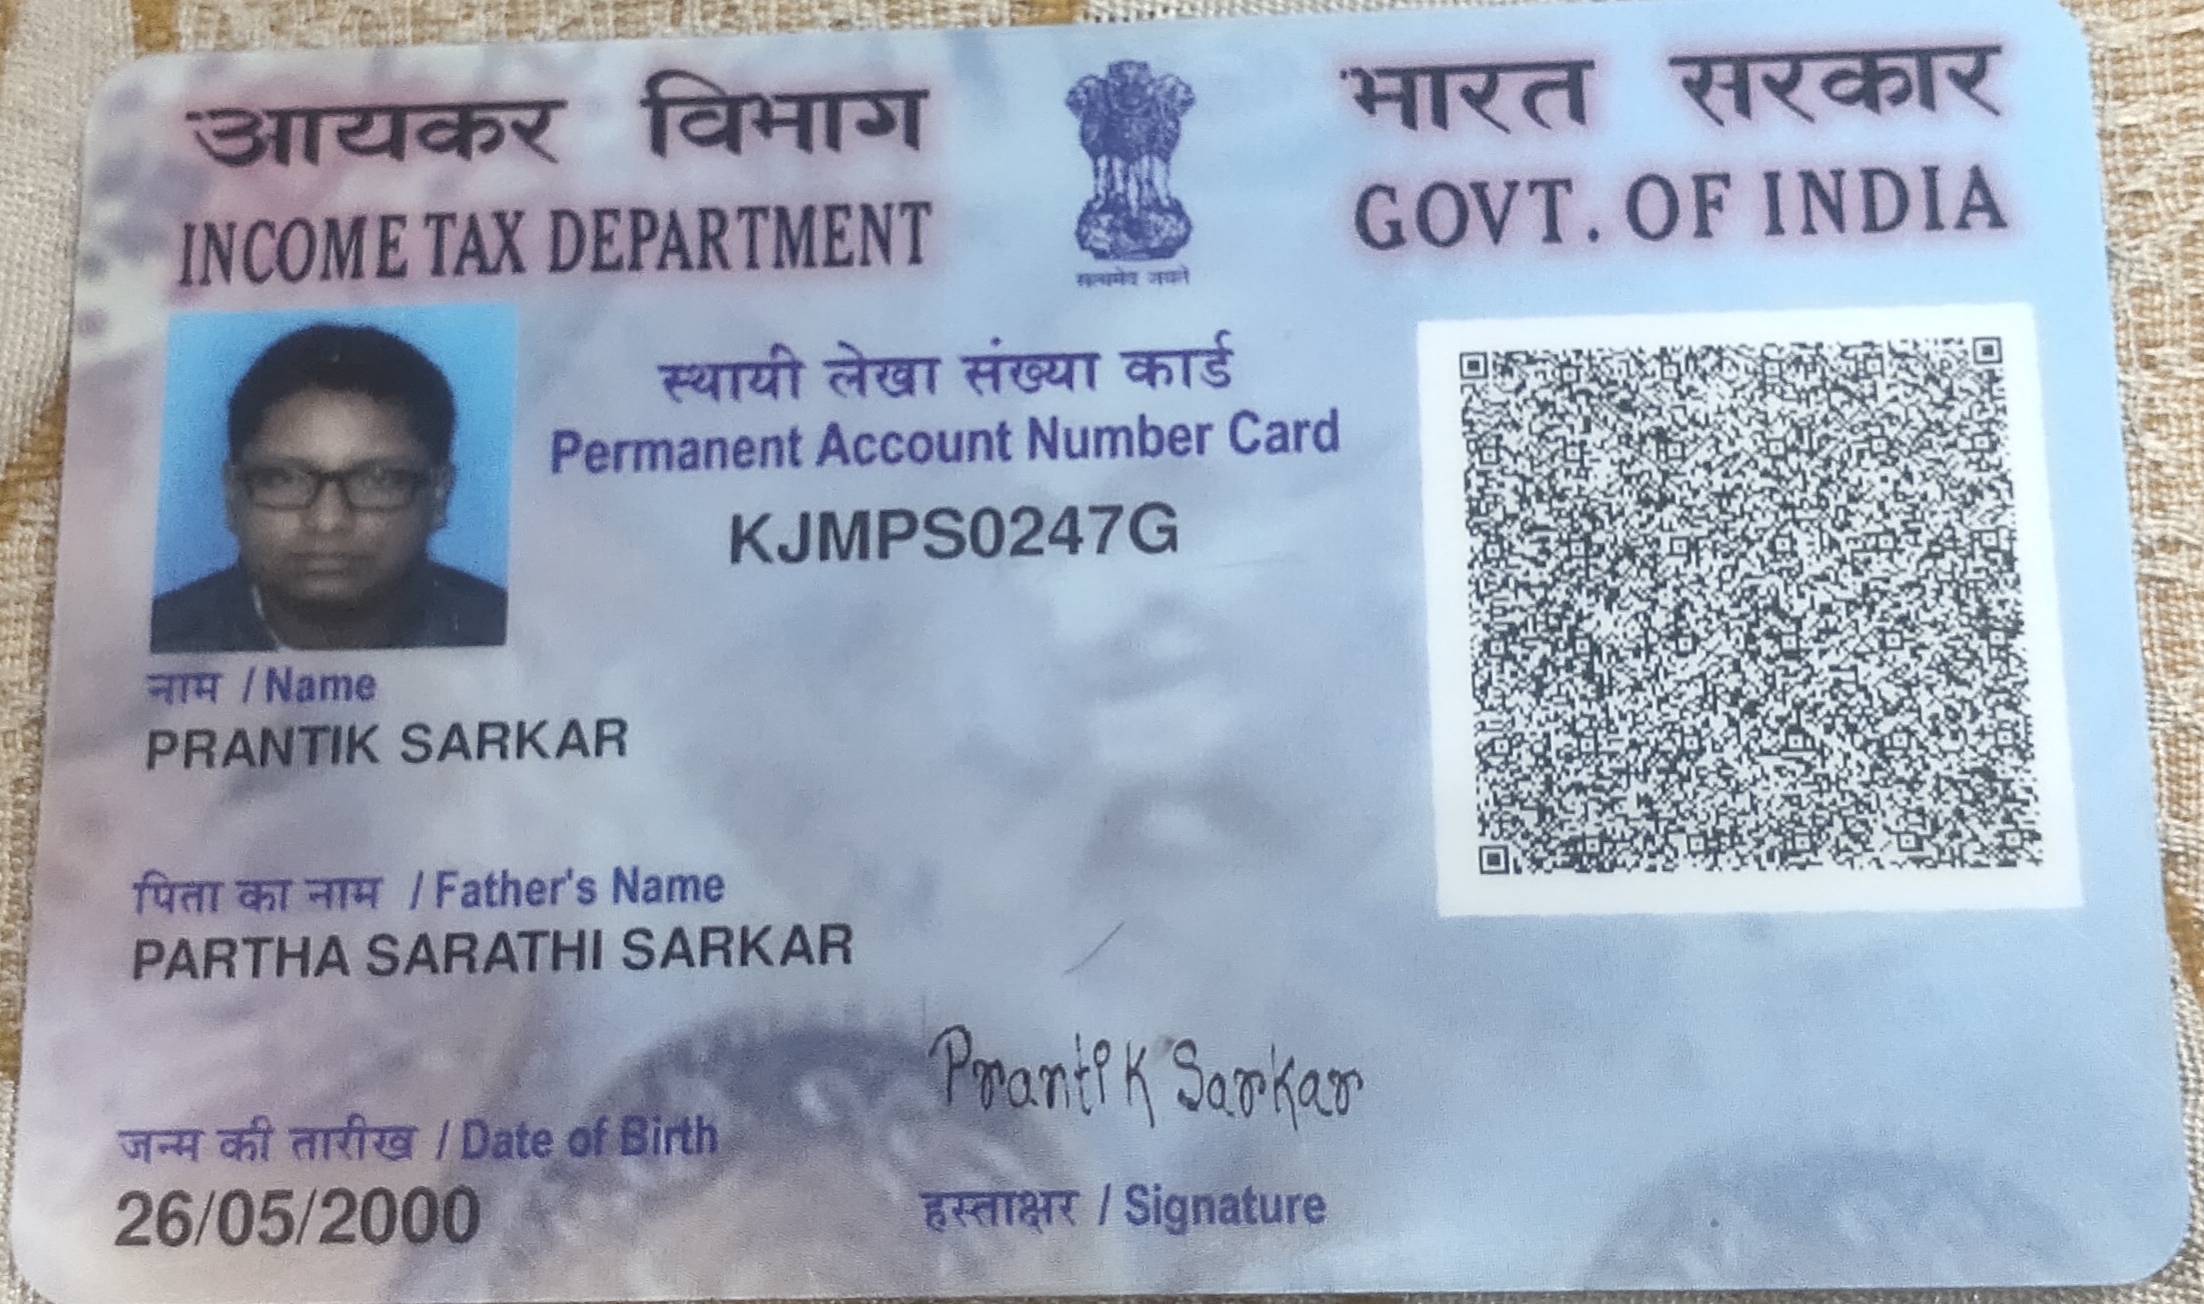 आयकर विभाग
INCOME TAX DEPARTMENT
सत्यमेव जयते
भारत सरकार
GOVT. OF INDIA
स्थायी लेखा संख्या कार्ड
Permanent Account Number Card
KJMPS0247G
नाम / Name
PRANTIK SARKAR
पिता का नाम / Father's Name
PARTHA SARATHI SARKAR
Prantik Sarkar
जन्म की तारीख / Date of Birth
26/05/2000
हस्ताक्षर / Signature